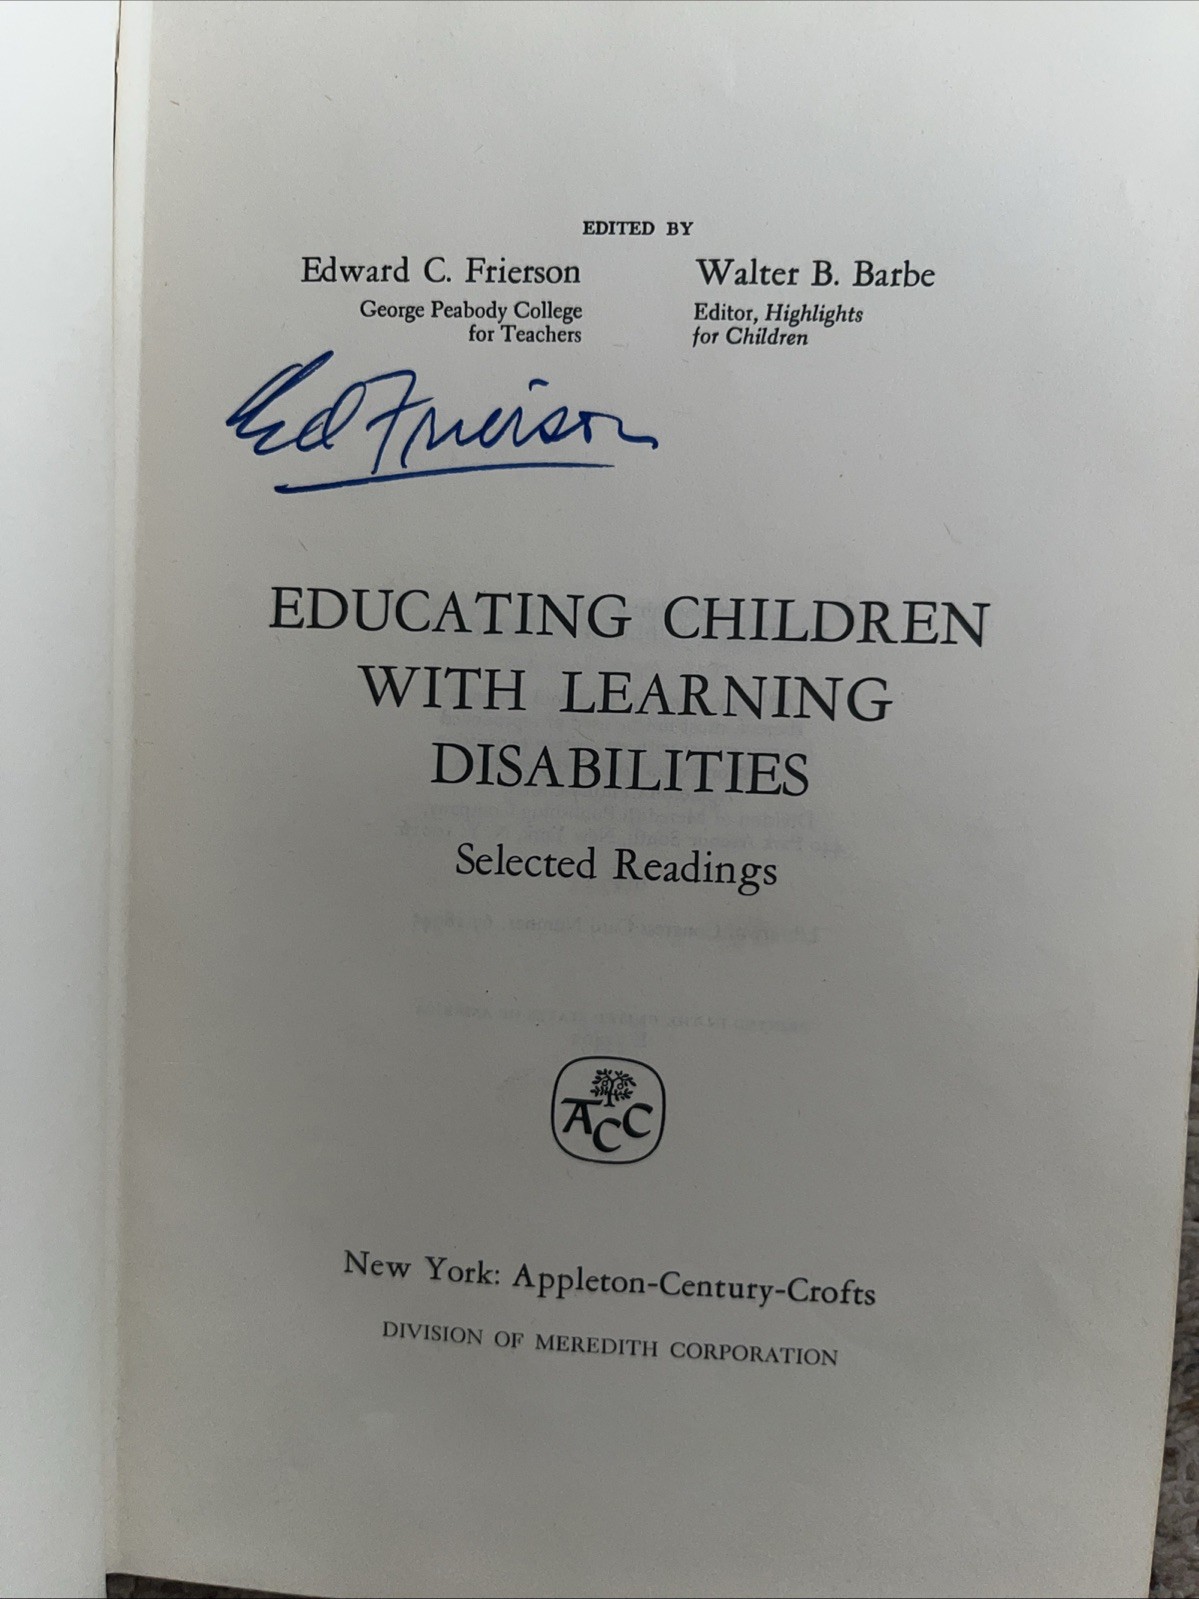 EDITED BY
Edward C. Frierson
George Peabody College
for Teachers
Walter B. Barbe
Editor, Highlights
for Children
Ed Frierson
EDUCATING CHILDREN
WITH LEARNING
DISABILITIES
Selected Readings
ACC
New York: Appleton-Century-Crofts
DIVISION OF MEREDITH CORPORATION